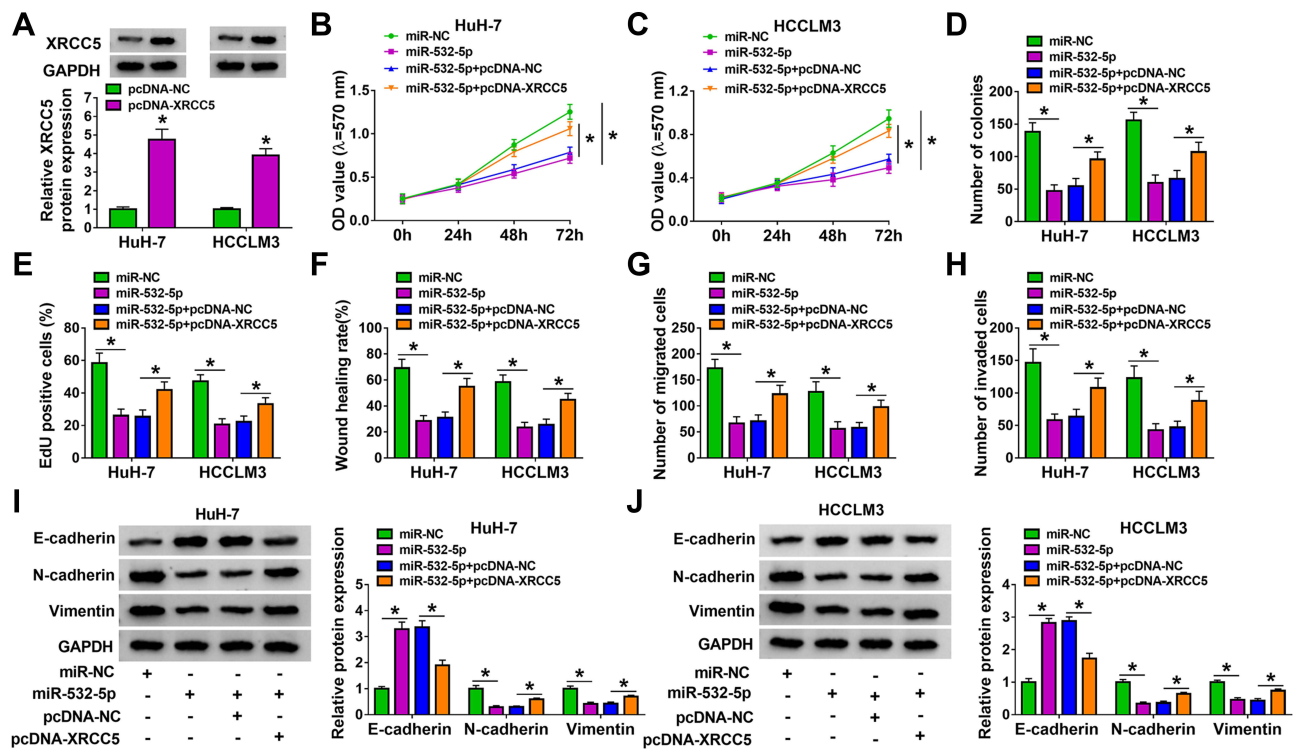 A
XRCC5
GAPDH
pcDNA-NC
pcDNA-XRCC5
Relative XRCC5
protein expression
7
6
5
4
3
2
1
0
*
*
HuH-7 HCCLM3
B
HuH-7
miR-NC
miR-532-5p
miR-532-5p+pcDNA-NC
miR-532-5p+pcDNA-XRCC5
OD value (λ=570 nm)
1.5
1.0
0.5
0.0
* *
0h 24h 48h 72h
C
HCCLM3
miR-NC
miR-532-5p
miR-532-5p+pcDNA-NC
miR-532-5p+pcDNA-XRCC5
OD value (λ=570 nm)
1.2
0.8
0.4
0.0
* *
0h 24h 48h 72h
D
miR-NC
miR-532-5p
miR-532-5p+pcDNA-NC
miR-532-5p+pcDNA-XRCC5
Number of colonies
200
150
100
50
0
* * * *
HuH-7 HCCLM3
E
miR-NC
miR-532-5p
miR-532-5p+pcDNA-NC
miR-532-5p+pcDNA-XRCC5
EdU positive cells (%)
80
60
40
20
0
* * * *
HuH-7 HCCLM3
F
miR-NC
miR-532-5p
miR-532-5p+pcDNA-NC
miR-532-5p+pcDNA-XRCC5
Wound healing rate(%)
100
80
60
40
20
0
* * * *
HuH-7 HCCLM3
G
miR-NC
miR-532-5p
miR-532-5p+pcDNA-NC
miR-532-5p+pcDNA-XRCC5
Number of migrated cells
250
200
150
100
50
0
* * * *
HuH-7 HCCLM3
H
miR-NC
miR-532-5p
miR-532-5p+pcDNA-NC
miR-532-5p+pcDNA-XRCC5
Number of invaded cells
200
150
100
50
0
* * * *
HuH-7 HCCLM3
I
HuH-7
E-cadherin
N-cadherin
Vimentin
GAPDH
miR-NC + - - -
miR-532-5p - + + +
pcDNA-NC - - + -
pcDNA-XRCC5 - - - +
HuH-7
miR-NC
miR-532-5p
miR-532-5p+pcDNA-NC
miR-532-5p+pcDNA-XRCC5
Relative protein expression
5
4
3
2
1
0
* * * * * *
E-cadherin N-cadherin Vimentin
J
HCCLM3
E-cadherin
N-cadherin
Vimentin
GAPDH
miR-NC + - - -
miR-532-5p - + + +
pcDNA-NC - - + -
pcDNA-XRCC5 - - - +
HCCLM3
miR-NC
miR-532-5p
miR-532-5p+pcDNA-NC
miR-532-5p+pcDNA-XRCC5
Relative protein expression
4
3
2
1
0
* * * * * *
E-cadherin N-cadherin Vimentin